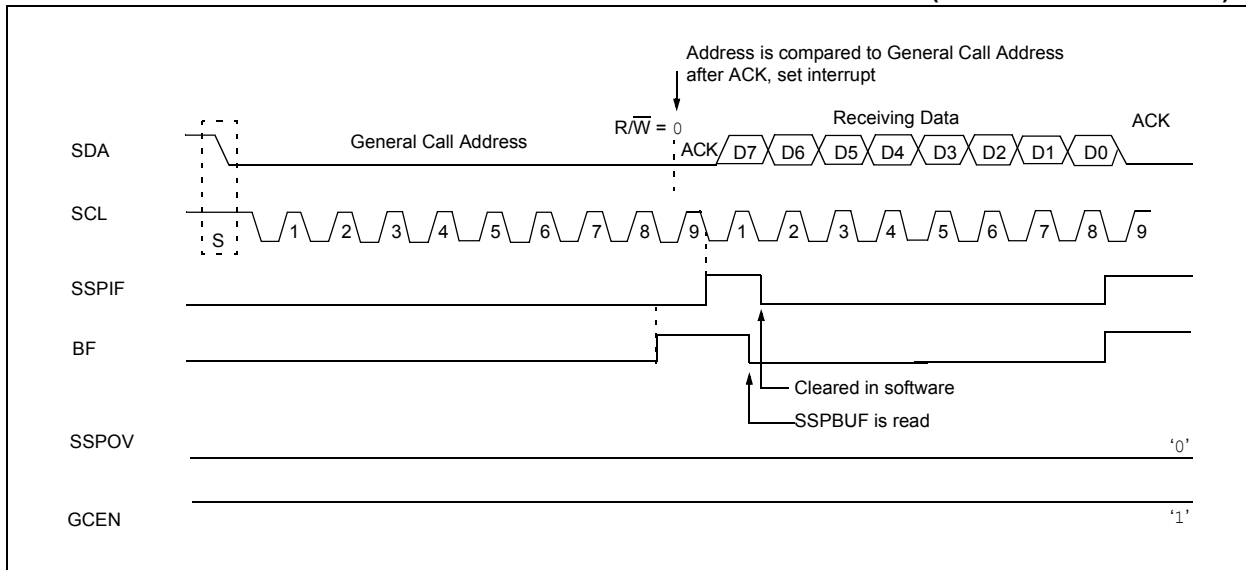 Address is compared to General Call Address
after ACK, set interrupt
R/W = 0
Receiving Data
ACK
SDA
General Call Address
ACK
D7 D6 D5 D4 D3 D2 D1 D0
SCL
S
1 2 3 4 5 6 7 8 9 1 2 3 4 5 6 7 8 9
SSPIF
BF
Cleared in software
SSPBUF is read
SSPOV
‘0’
GCEN
‘1’